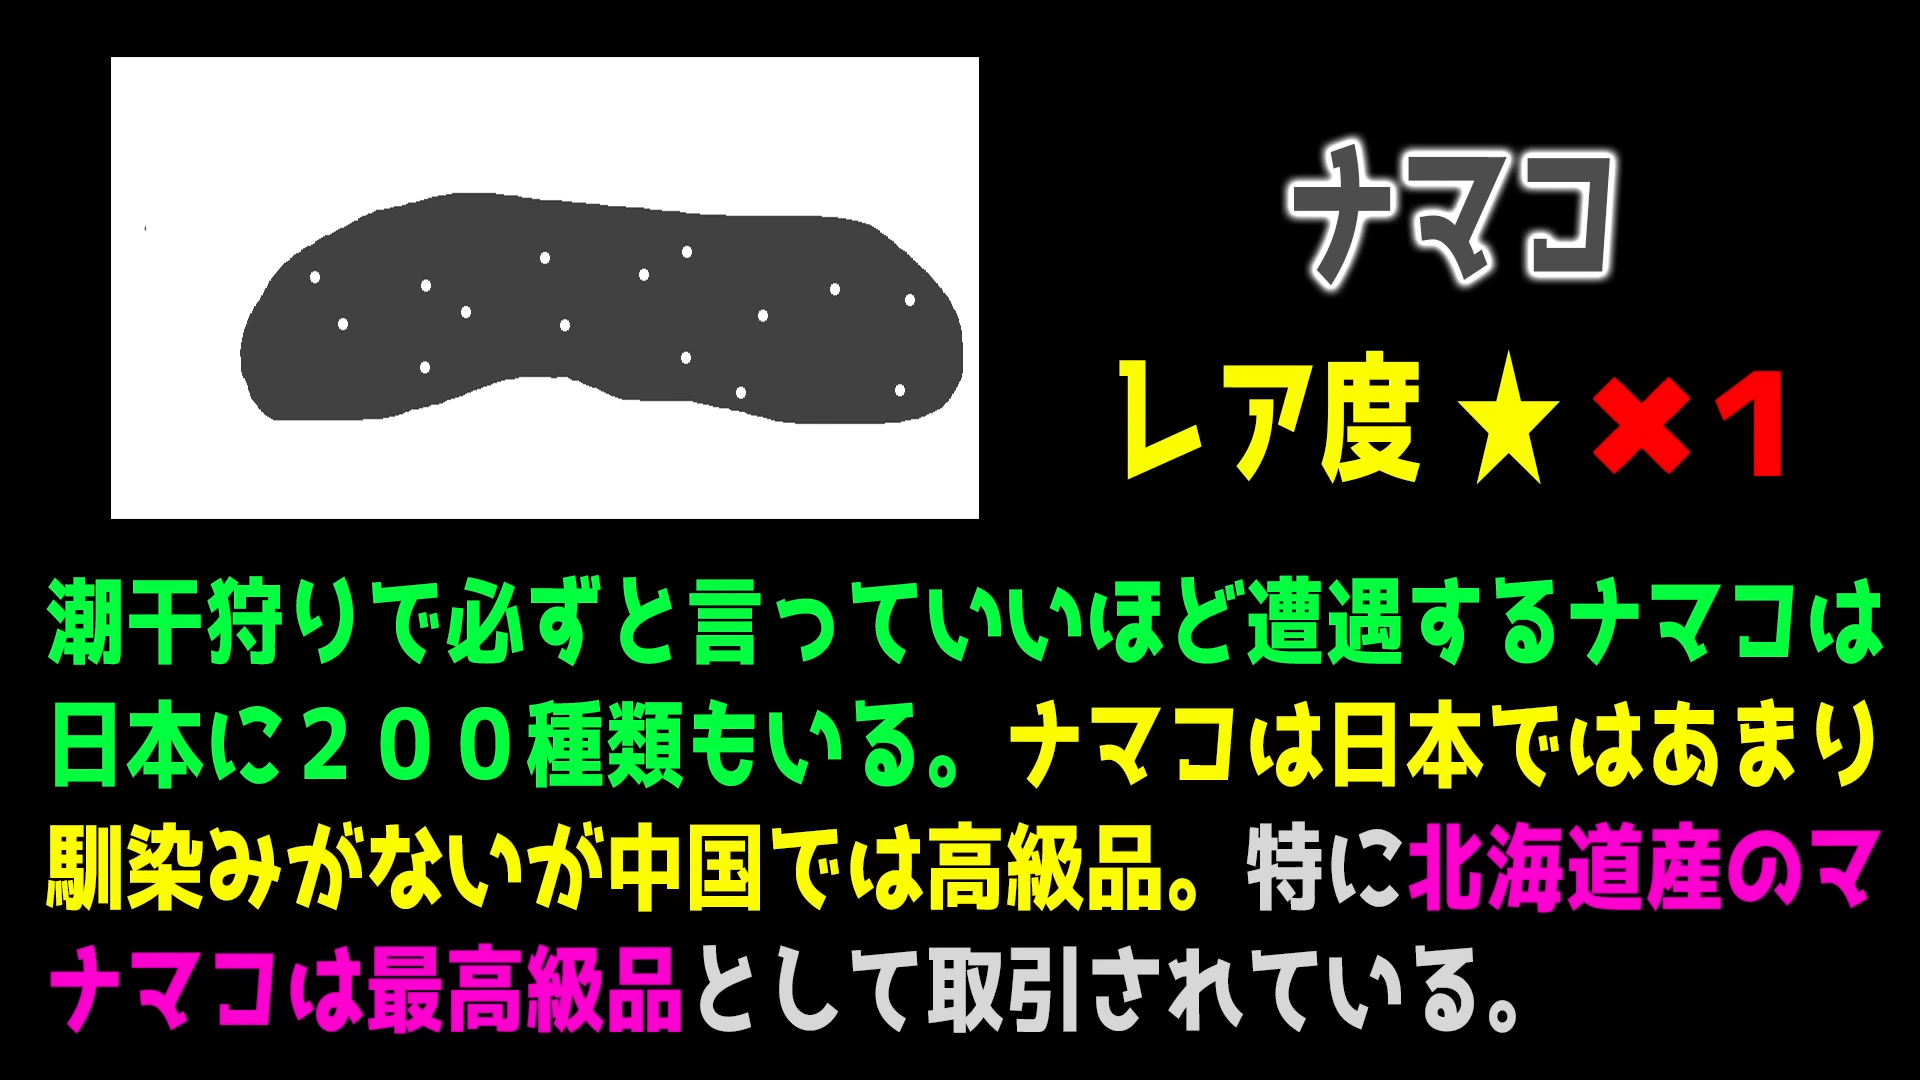 ナマコ
レア度★×1
潮干狩りで必ずと言っていいほど遭遇するナマコは
日本に２００種類もいる。ナマコは日本ではあまり
馴染みがないが中国では高級品。特に北海道産のマ
ナマコは最高級品として取引されている。